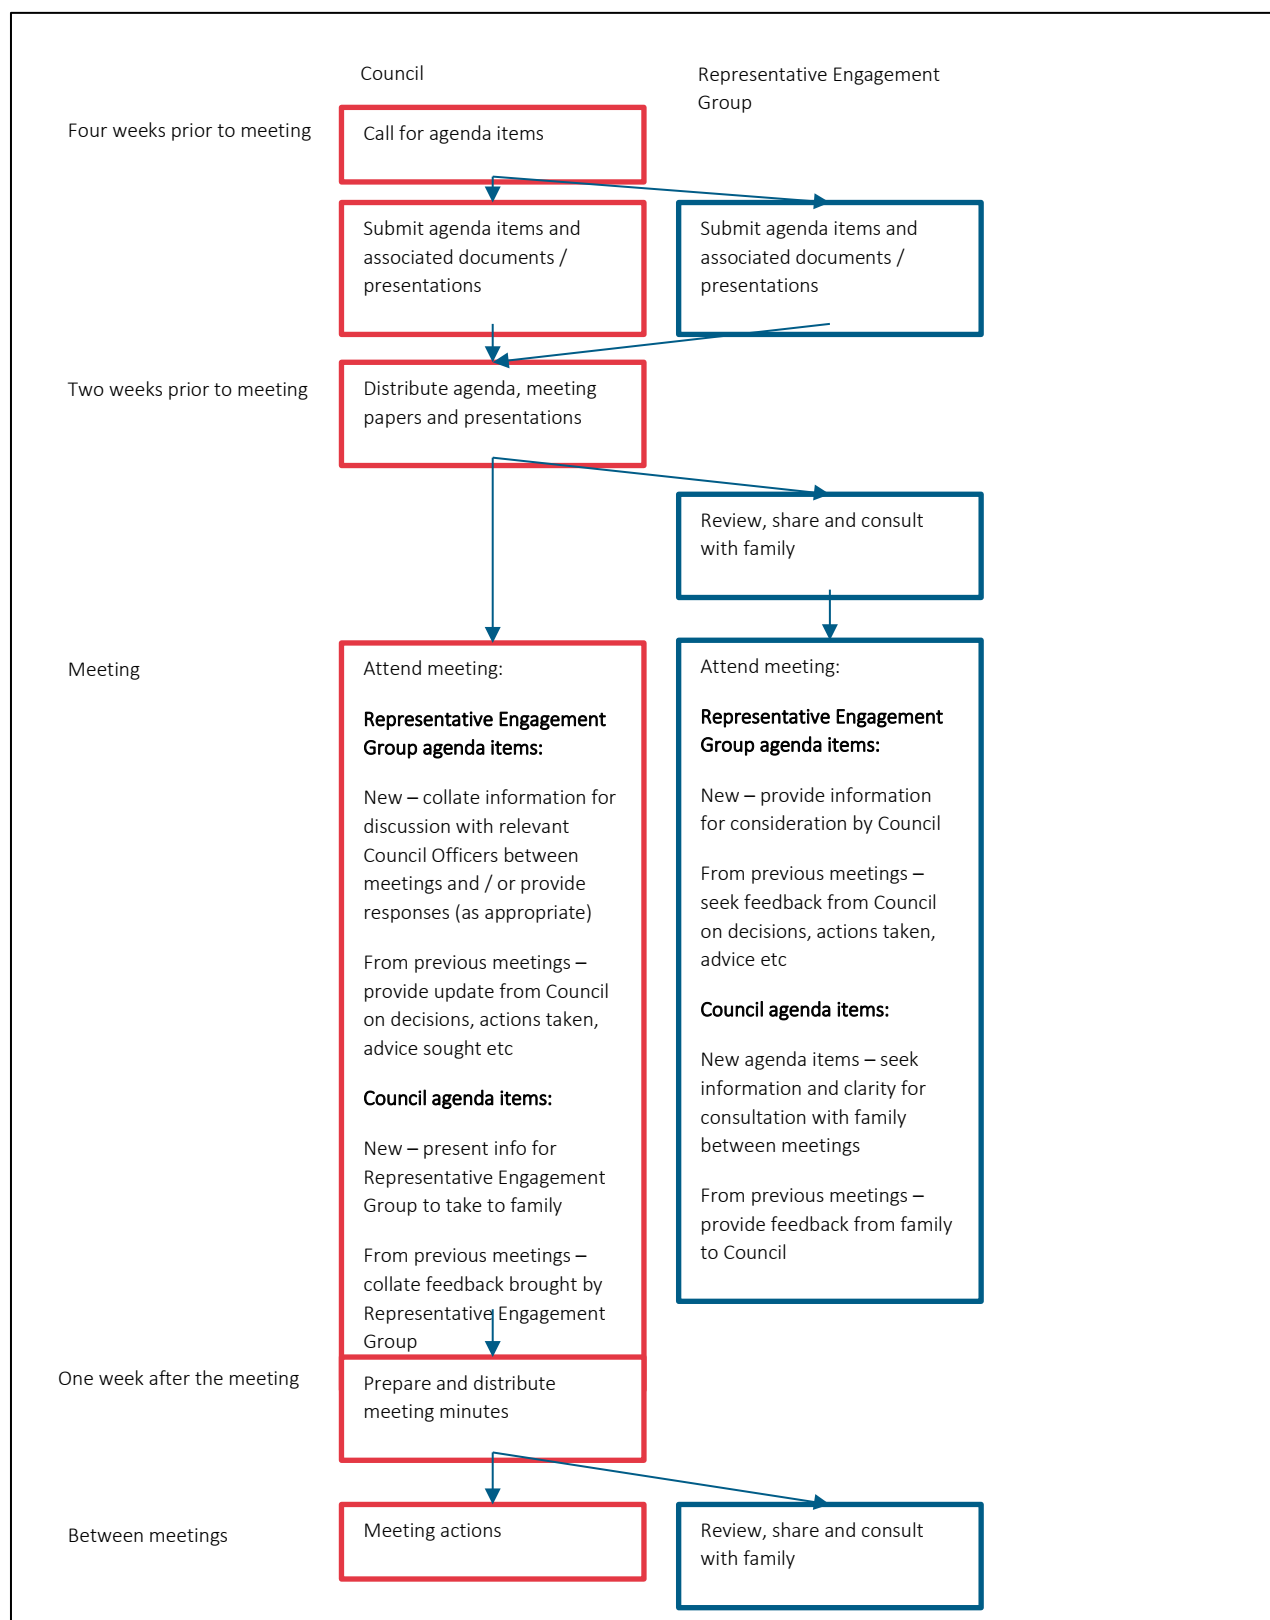 Council
Representative Engagement
Group
Four weeks prior to meeting
Call for agenda items
Submit agenda items and
associated documents /
presentations
Submit agenda items and
associated documents /
presentations
Two weeks prior to meeting
Distribute agenda, meeting
papers and presentations
Review, share and consult
with family
Meeting
Attend meeting:
Representative Engagement
Group agenda items:
New – collate information for
discussion with relevant
Council Officers between
meetings and / or provide
responses (as appropriate)
From previous meetings –
provide update from Council
on decisions, actions taken,
advice sought etc
Council agenda items:
New – present info for
Representative Engagement
Group to take to family
From previous meetings –
collate feedback brought by
Representative Engagement
Group
Attend meeting:
Representative Engagement
Group agenda items:
New – provide information
for consideration by Council
From previous meetings –
seek feedback from Council
on decisions, actions taken,
advice etc
Council agenda items:
New agenda items – seek
information and clarity for
consultation with family
between meetings
From previous meetings –
provide feedback from family
to Council
One week after the meeting
Prepare and distribute
meeting minutes
Between meetings
Meeting actions
Review, share and consult
with family